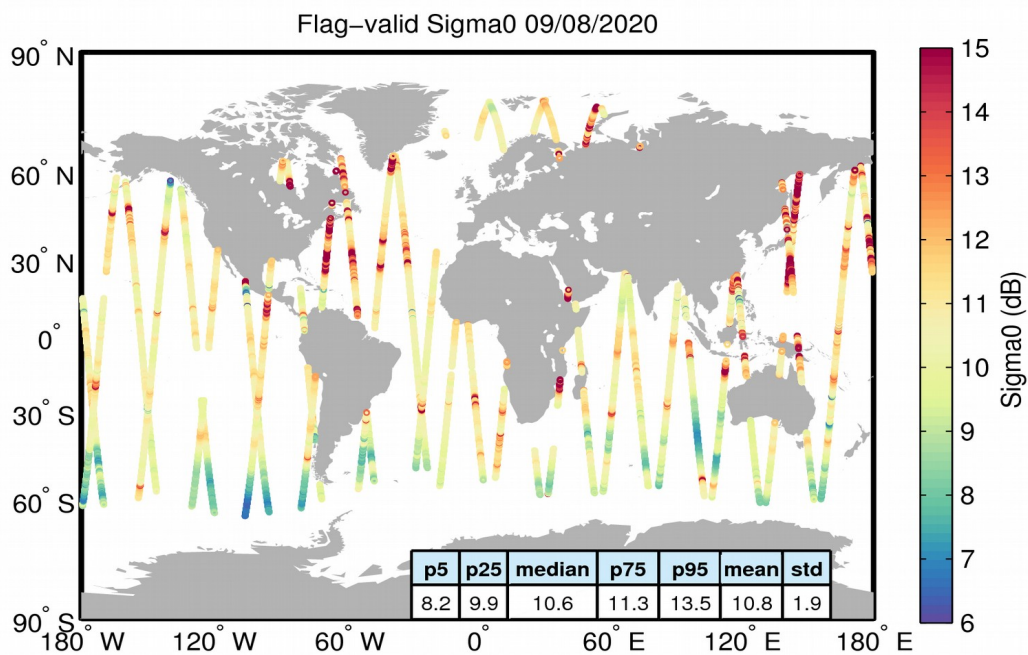 Flag−valid Sigma0 09/08/2020
90° N
60° N
30° N
0°
30° S
60° S
90° S
180° W
120° W
60° W
0°
60° E
120° E
180° E
p5 p25 median p75 p95 mean std
8.2 9.9 10.6 11.3 13.5 10.8 1.9
15
14
13
12
11
10
9
8
7
6
Sigma0 (dB)